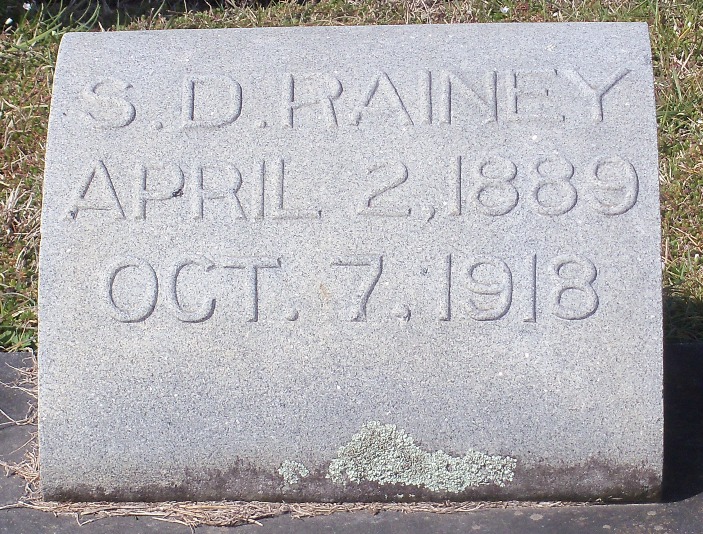 S.D. RAINEY
APRIL 2, 1889
OCT. 7, 1918